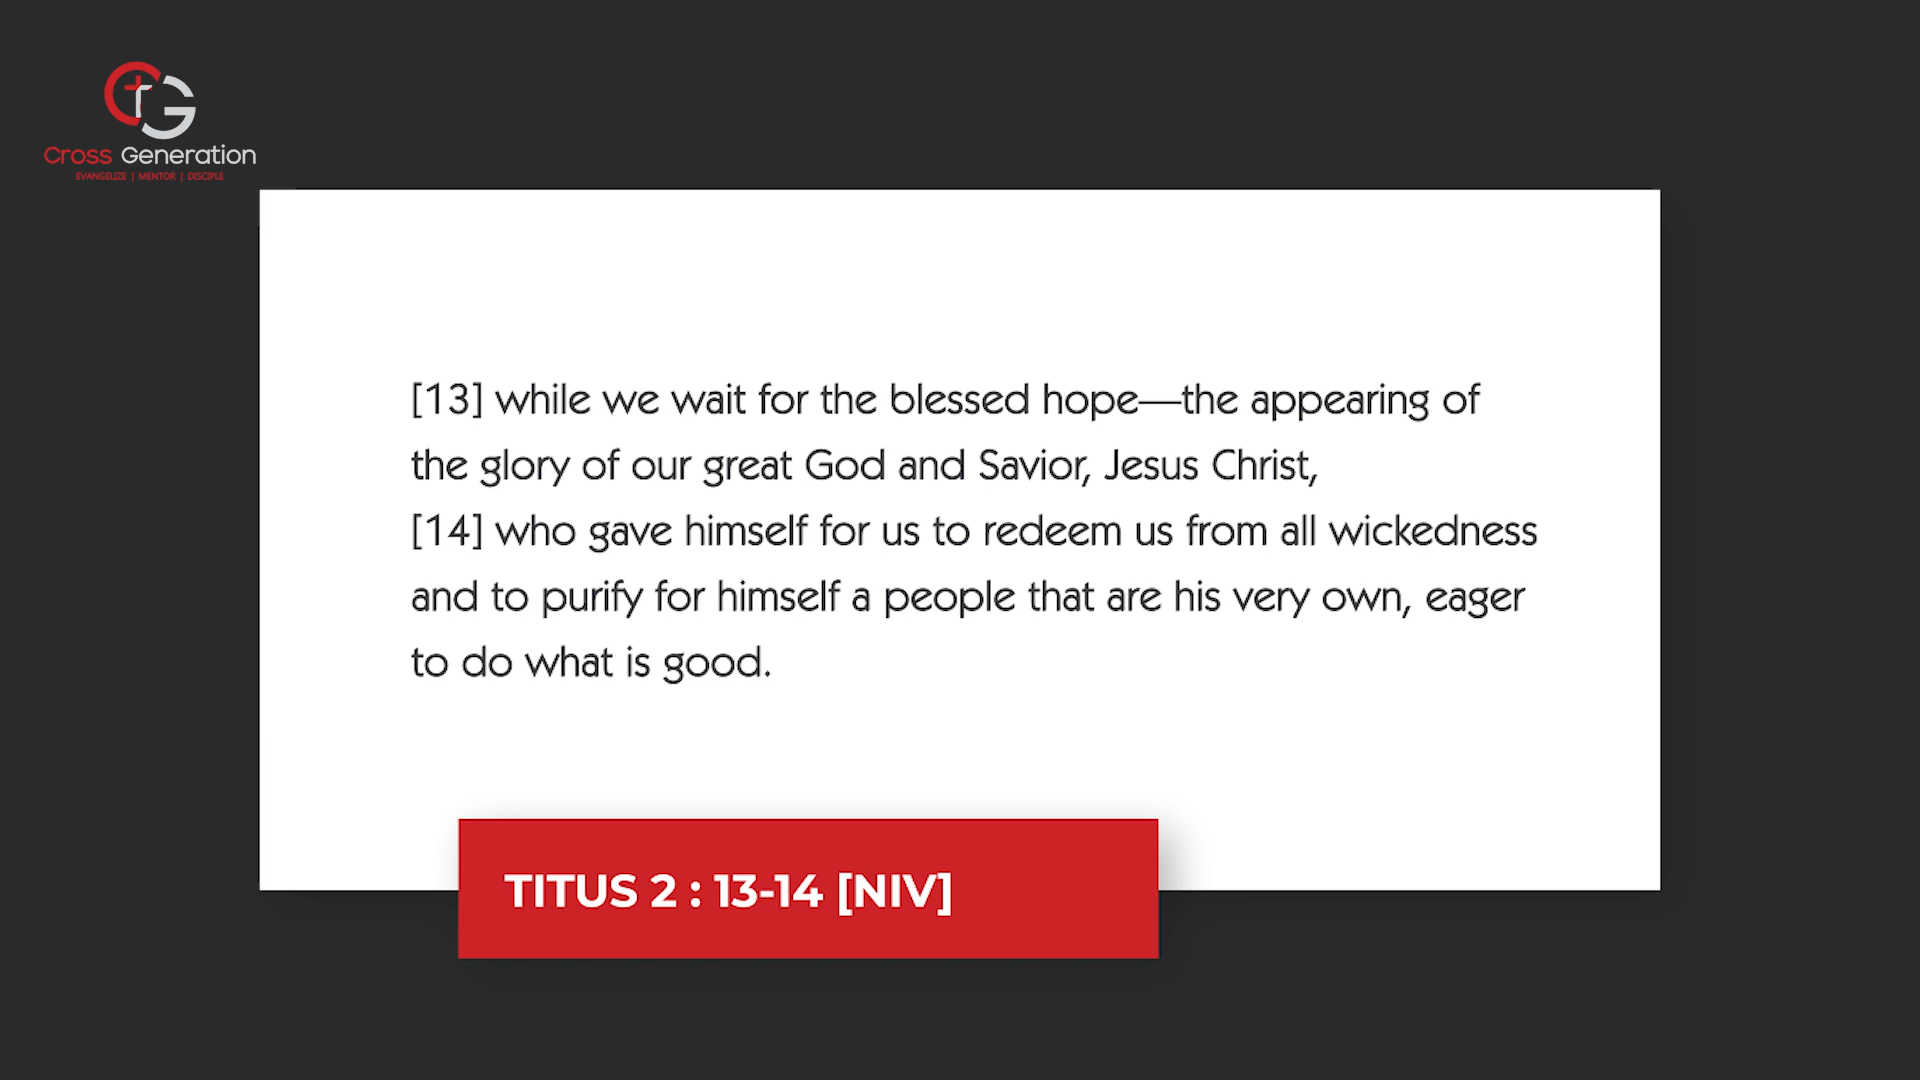 Cross Generation
EVANGELIZE | MENTOR | DISCIPLE
[13] while we wait for the blessed hope—the appearing of
the glory of our great God and Savior, Jesus Christ,
[14] who gave himself for us to redeem us from all wickedness
and to purify for himself a people that are his very own, eager
to do what is good.
TITUS 2 : 13-14 [NIV]